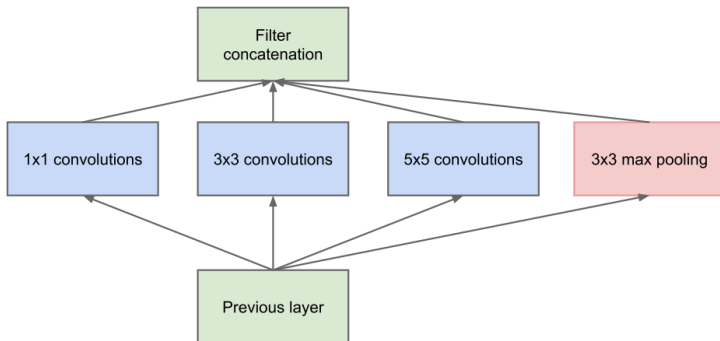 Filter
concatenation
1x1 convolutions
3x3 convolutions
5x5 convolutions
3x3 max pooling
Previous layer